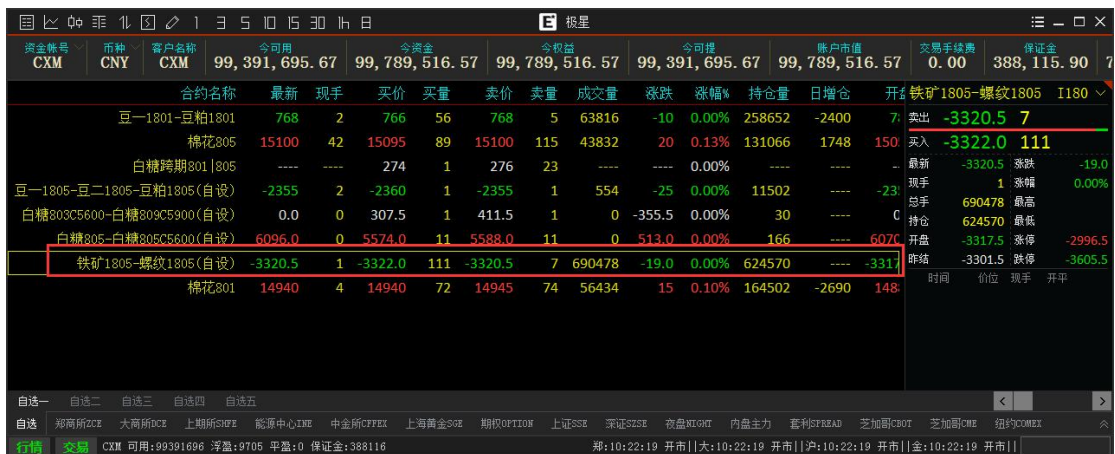 1 3 5 10 15 30 1h 日 E 极星
资金帐号 币种 客户名称 今可用 今资金 今权益 今可提 账户市值 交易手续费 保证金
CXM CNY CXM 99,391,695.67 99,789,516.57 99,789,516.57 99,391,695.67 99,789,516.57 0.00 388,115.90 7
合约名称 最新 现手 买价 买量 卖价 卖量 成交量 涨跌 涨幅% 持仓量 日增仓 开盘
豆一1801-豆粕1801 768 2 766 56 768 5 63816 -10 0.00% 258652 -2400
棉花805 15100 42 15095 89 15100 115 43832 20 0.13% 131066 1748 150
白糖跨期801|805 ---- ---- 274 1 276 23 ---- ---- 0.00% ---- ----
豆一1805-豆二1805-豆粕1805(自设) -2355 2 -2360 1 -2355 1 554 -25 0.00% 11502 ---- -23
白糖803C5600-白糖809C5900(自设) 0.0 0 307.5 1 411.5 1 0 -355.5 0.00% 30 ----
白糖805-白糖805C5600(自设) 6096.0 0 5574.0 11 5588.0 11 0 513.0 0.00% 166 ---- 6070
铁矿1805-螺纹1805(自设) -3320.5 1 -3322.0 111 -3320.5 7 690478 -19.0 0.00% 624570 ---- -3317
棉花801 14940 4 14940 72 14945 74 56434 15 0.10% 164502 -2690 148
铁矿1805-螺纹1805 I180
卖出 -3320.5 7
买入 -3322.0 111
最新 -3320.5 涨跌 -19.0
现手 1 涨幅 0.00%
总手 690478 最高
持仓 624570 最低
开盘 -3317.5 涨停 -2996.5
昨结 -3301.5 跌停 -3605.5
时间 价位 现手 开平
自选一 自选二 自选三 自选四 自选五
自选 郑商所ZCE 大商所DCE 上期所SHFE 能源中心INE 中金所CFFEX 上海黄金SGE 期权OPTION 上证SSE 深证SZSE 夜盘NIGHT 内盘主力 套利SPREAD 芝加哥CBOT 芝加哥CME 纽约COMEX
行情 交易 CXM 可用:99391696 浮盈:9705 平盈:0 保证金:388116 郑:10:22:19 开市||大:10:22:19 开市||沪:10:22:19 开市||金:10:22:19 开市||